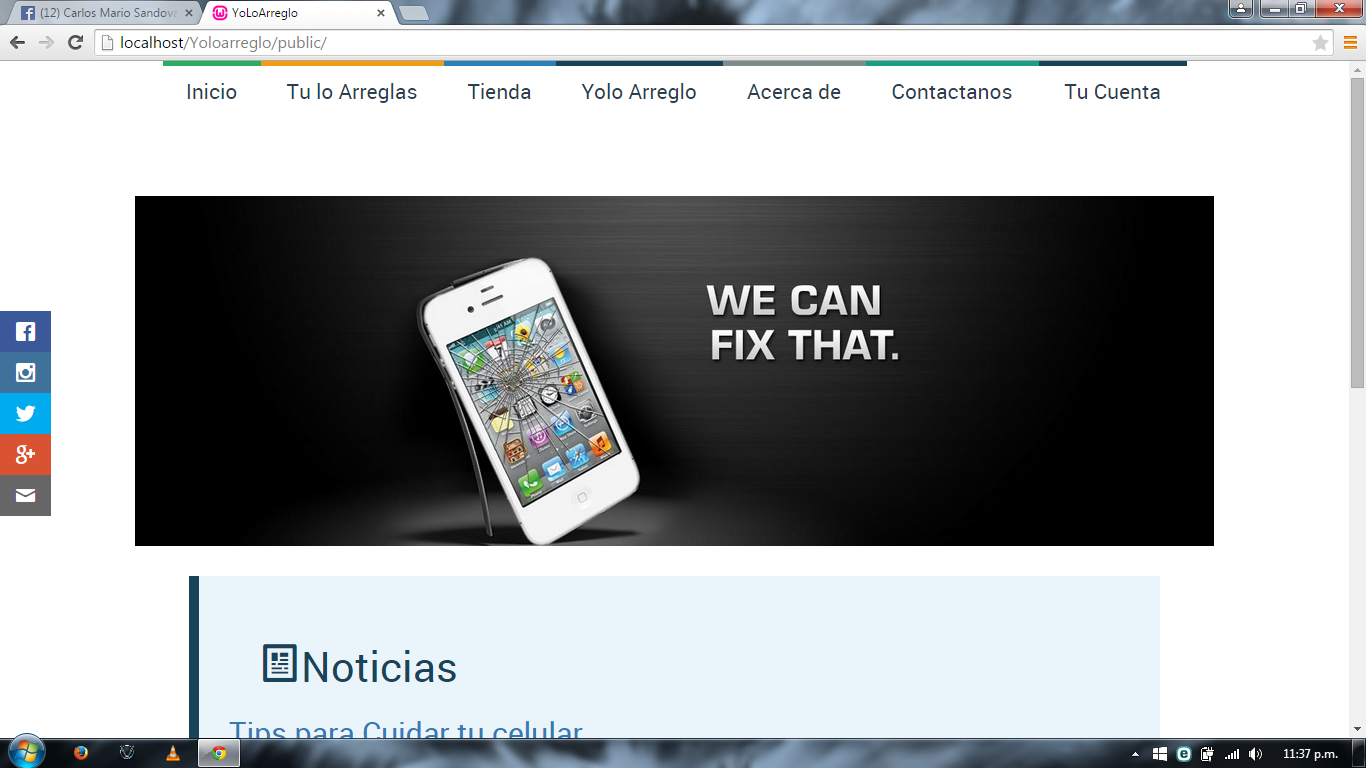 (12) Carlos Mario Sandova
YoLoArreglo
localhost/Yoloarreglo/public/
Inicio Tu lo Arreglas Tienda Yolo Arreglo Acerca de Contactanos Tu Cuenta
WE CAN
FIX THAT.
Noticias
Tips para Cuidar tu celular
11:37 p.m.